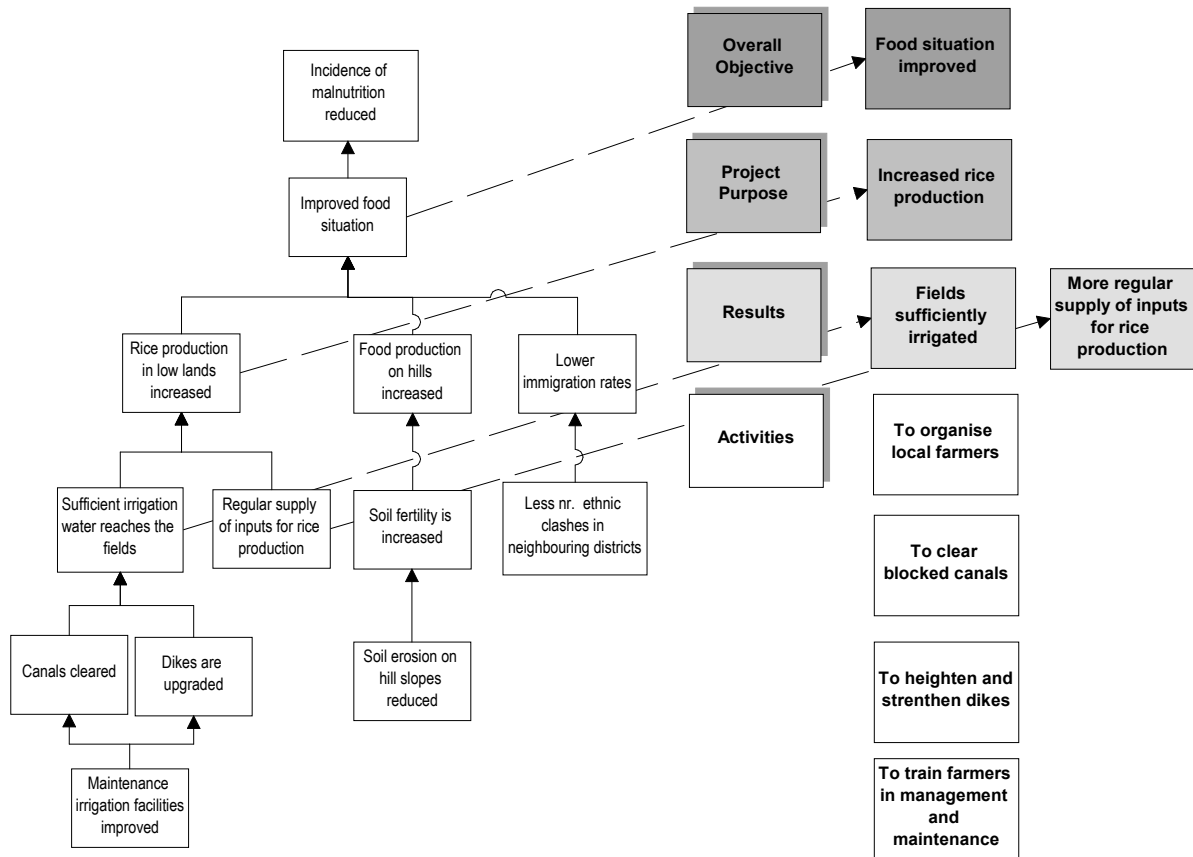 Incidence of
malnutrition
reduced
Improved food
situation
Rice production
in low lands
increased
Food production
on hills
increased
Lower
immigration rates
Sufficient irrigation
water reaches the
fields
Regular supply
of inputs for rice
production
Soil fertility is
increased
Less nr. ethnic
clashes in
neighbouring districts
Canals cleared
Dikes are
upgraded
Soil erosion on
hill slopes
reduced
Maintenance
irrigation facilities
improved
Overall
Objective
Food situation
improved
Project
Purpose
Increased rice
production
Results
Fields
sufficiently
irrigated
More regular
supply of inputs
for rice
production
Activities
To organise
local farmers
To clear
blocked canals
To heighten and
strenthen dikes
To train farmers
in management
and
maintenance